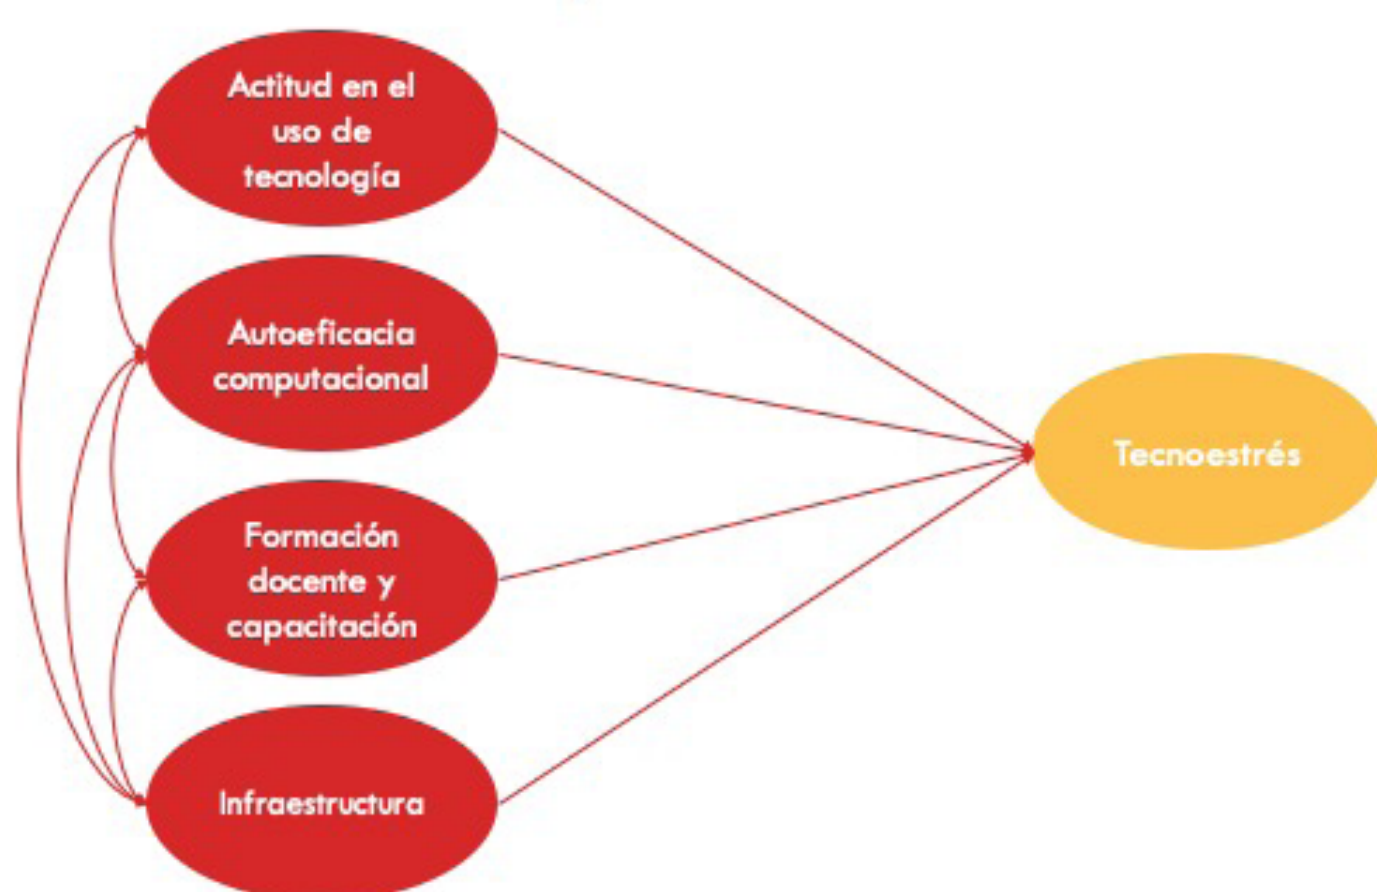 Actitud en el
uso de
tecnología
Autoeficacia
computacional
Formación
docente y
capacitación
Infraestructura
Tecnoestrés